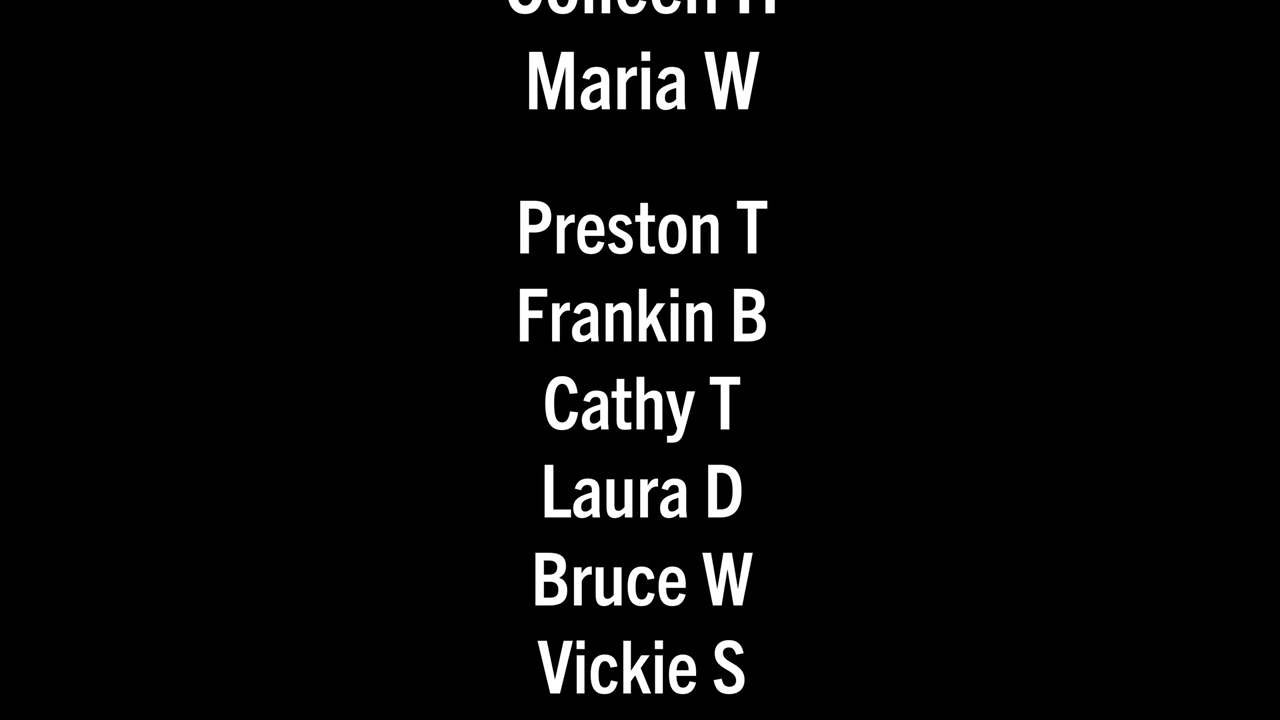 Maria W
Preston T
Frankin B
Cathy T
Laura D
Bruce W
Vickie S